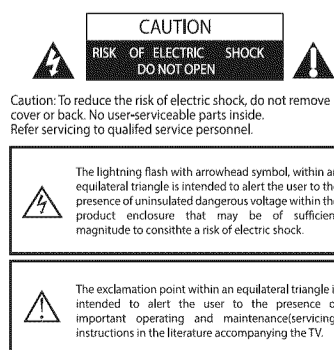 CAUTION
RISK OF ELECTRIC SHOCK
DO NOT OPEN
Caution: To reduce the risk of electric shock, do not remove
cover or back. No user-serviceable parts inside.
Refer servicing to qualifed service personnel.
The lightning flash with arrowhead symbol, within an
equilateral triangle is intended to alert the user to the
presence of uninsulated dangerous voltage within the
product enclosure that may be of sufficien
magnitude to consithte a risk of electric shock.
The exclamation point within an equilateral triangle i
intended to alert the user to the presence o
important operating and maintenance(servicing
instructions in the literature accompanying the TV.